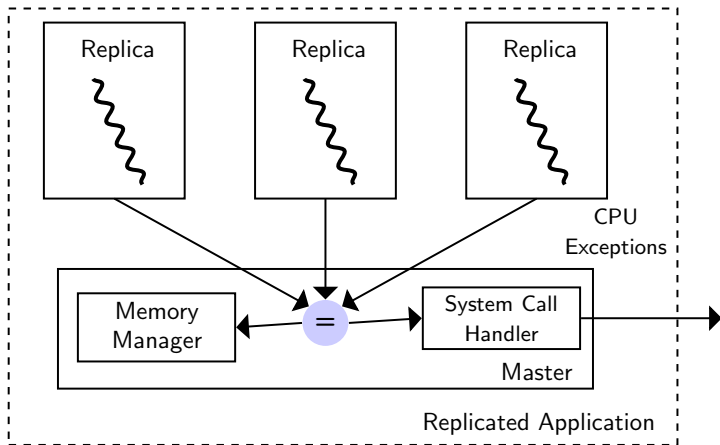 Replica
Replica
Replica
CPU
Exceptions
Memory
Manager
=
System Call
Handler
Master
Replicated Application